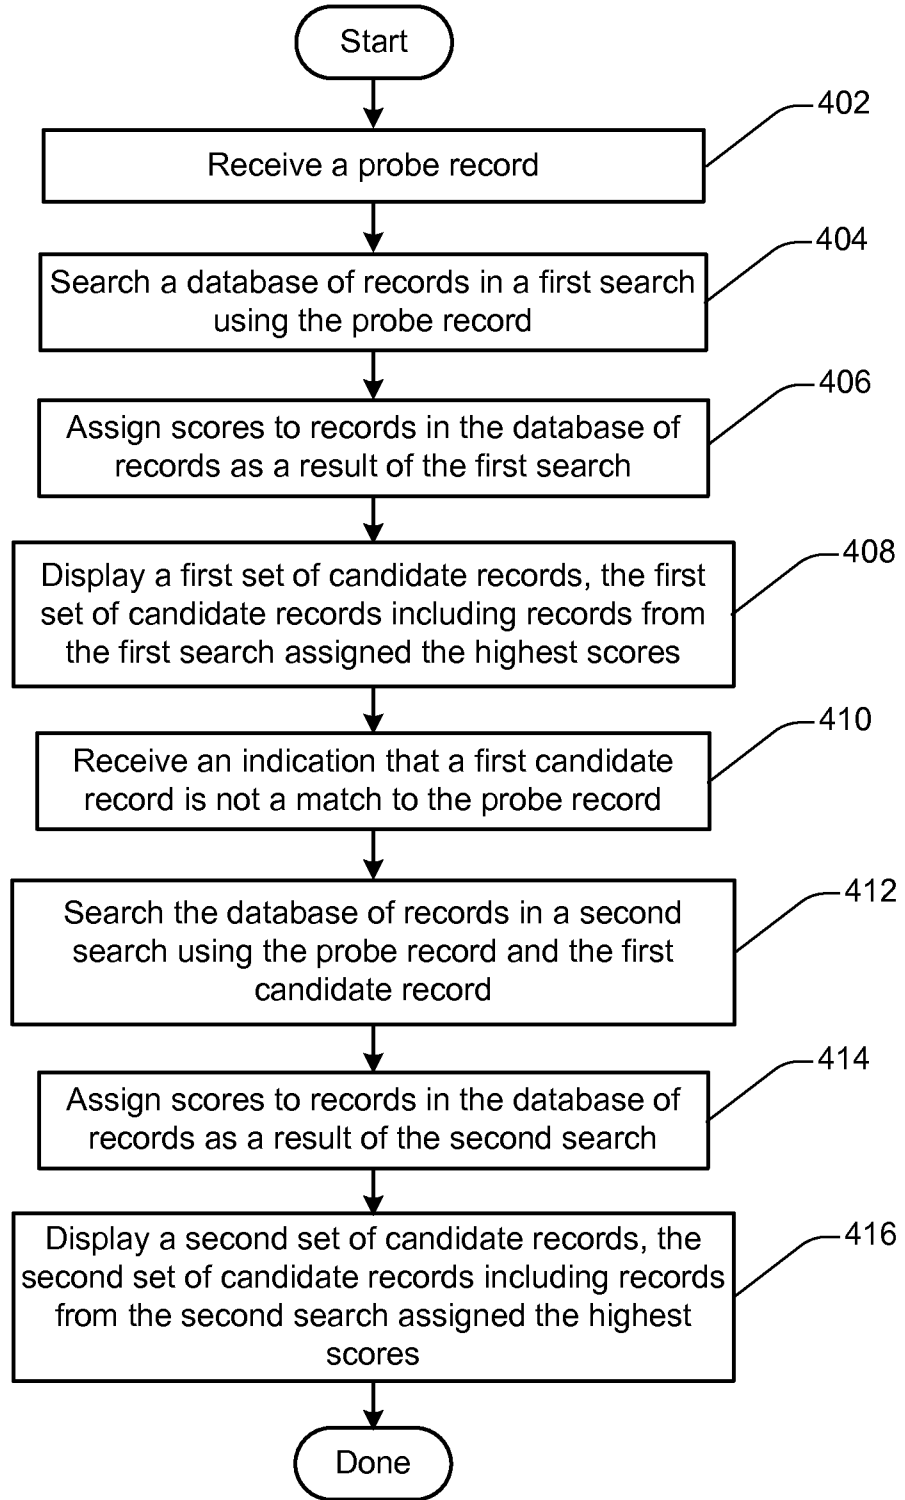 Start
402
Receive a probe record
404
Search a database of records in a first search
using the probe record
406
Assign scores to records in the database of
records as a result of the first search
408
Display a first set of candidate records, the first
set of candidate records including records from
the first search assigned the highest scores
410
Receive an indication that a first candidate
record is not a match to the probe record
412
Search the database of records in a second
search using the probe record and the first
candidate record
414
Assign scores to records in the database of
records as a result of the second search
416
Display a second set of candidate records, the
second set of candidate records including records
from the second search assigned the highest
scores
Done